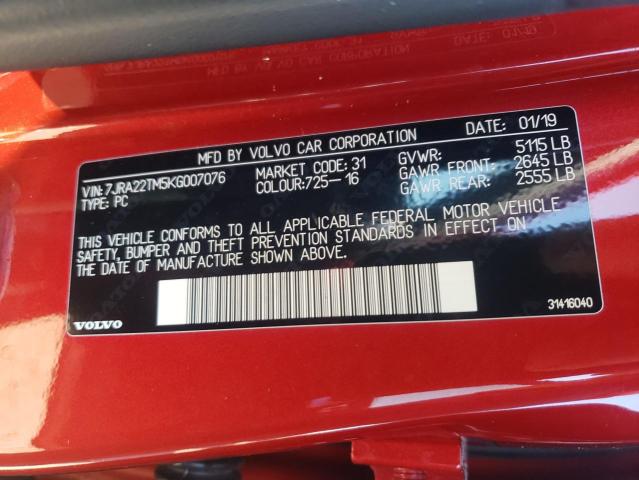 MFD BY VOLVO CAR CORPORATION DATE: 01/19
VIN: 7JRA22TM5KG007076 MARKET CODE: 31 GVWR: 5115 LB
TYPE: PC COLOUR: 725-16 GAWR FRONT: 2645 LB
GAWR REAR: 2555 LB
THIS VEHICLE CONFORMS TO ALL APPLICABLE FEDERAL MOTOR VEHICLE
SAFETY, BUMPER AND THEFT PREVENTION STANDARDS IN EFFECT ON
THE DATE OF MANUFACTURE SHOWN ABOVE.
VOLVO
31416040